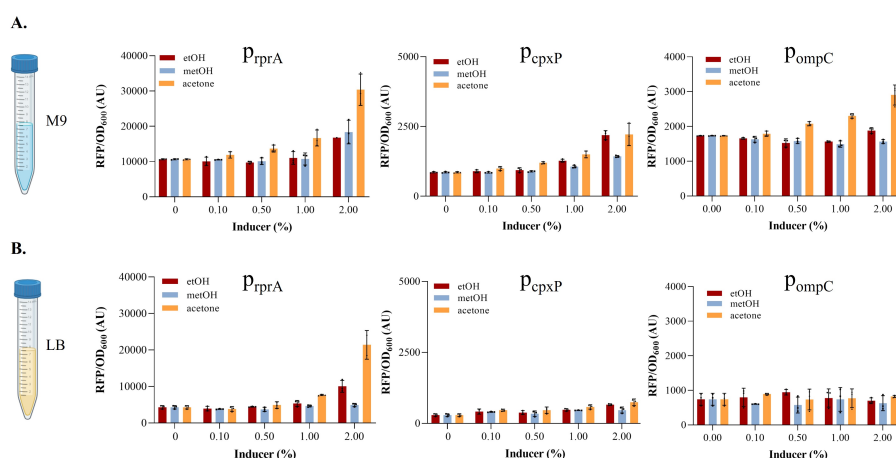 A.
M9
p_rprA
RFP/OD600 (AU)
40000
30000
20000
10000
0
etOH
metOH
acetone
0 0.10 0.50 1.00 2.00
Inducer (%)
p_cpxP
RFP/OD600 (AU)
5000
2500
0
etOH
metOH
acetone
0 0.10 0.50 1.00 2.00
Inducer (%)
p_ompC
RFP/OD600 (AU)
4000
3000
2000
1000
0
etOH
metOH
acetone
0.00 0.10 0.50 1.00 2.00
Inducer (%)
B.
LB
p_rprA
RFP/OD600 (AU)
40000
30000
20000
10000
0
etOH
metOH
acetone
0 0.10 0.50 1.00 2.00
Inducer (%)
p_cpxP
RFP/OD600 (AU)
5000
2500
0
etOH
metOH
acetone
0 0.10 0.50 1.00 2.00
Inducer (%)
p_ompC
RFP/OD600 (AU)
4000
3000
2000
1000
0
etOH
metOH
acetone
0.00 0.10 0.50 1.00 2.00
Inducer (%)